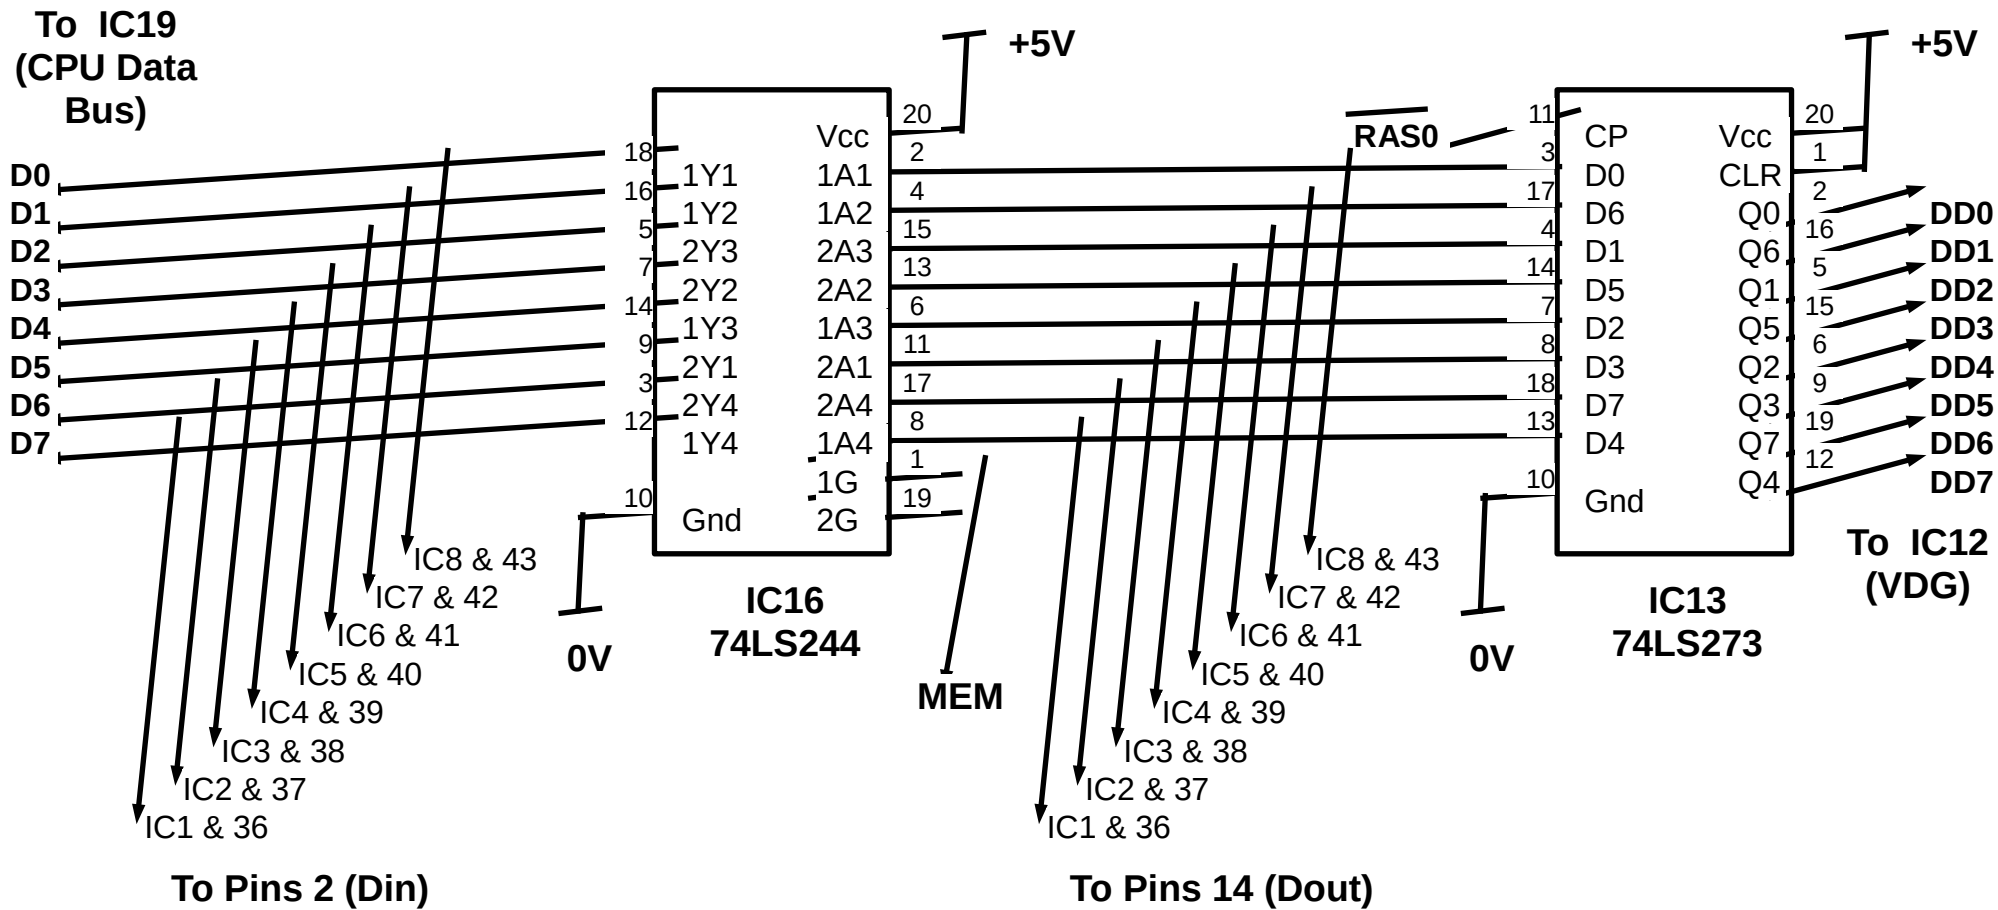 To IC19
(CPU Data
Bus)
D0
D1
D2
D3
D4
D5
D6
D7
18
16
5
7
14
9
3
12
10
1Y1
1Y2
2Y3
2Y2
1Y3
2Y1
2Y4
1Y4
Gnd
Vcc
1A1
1A2
2A3
2A2
1A3
2A1
2A4
1A4
1G
2G
20
2
4
15
13
6
11
17
8
1
19
+5V
IC16
74LS244
0V
MEM
IC8 & 43
IC7 & 42
IC6 & 41
IC5 & 40
IC4 & 39
IC3 & 38
IC2 & 37
IC1 & 36
To Pins 2 (Din)
RAS0
11
3
17
4
14
7
8
18
13
10
CP
D0
D6
D1
D5
D2
D3
D7
D4
Gnd
Vcc
CLR
Q0
Q6
Q1
Q5
Q2
Q3
Q7
Q4
20
1
2
16
5
15
6
9
19
12
+5V
DD0
DD1
DD2
DD3
DD4
DD5
DD6
DD7
To IC12
(VDG)
IC13
74LS273
0V
IC8 & 43
IC7 & 42
IC6 & 41
IC5 & 40
IC4 & 39
IC3 & 38
IC2 & 37
IC1 & 36
To Pins 14 (Dout)